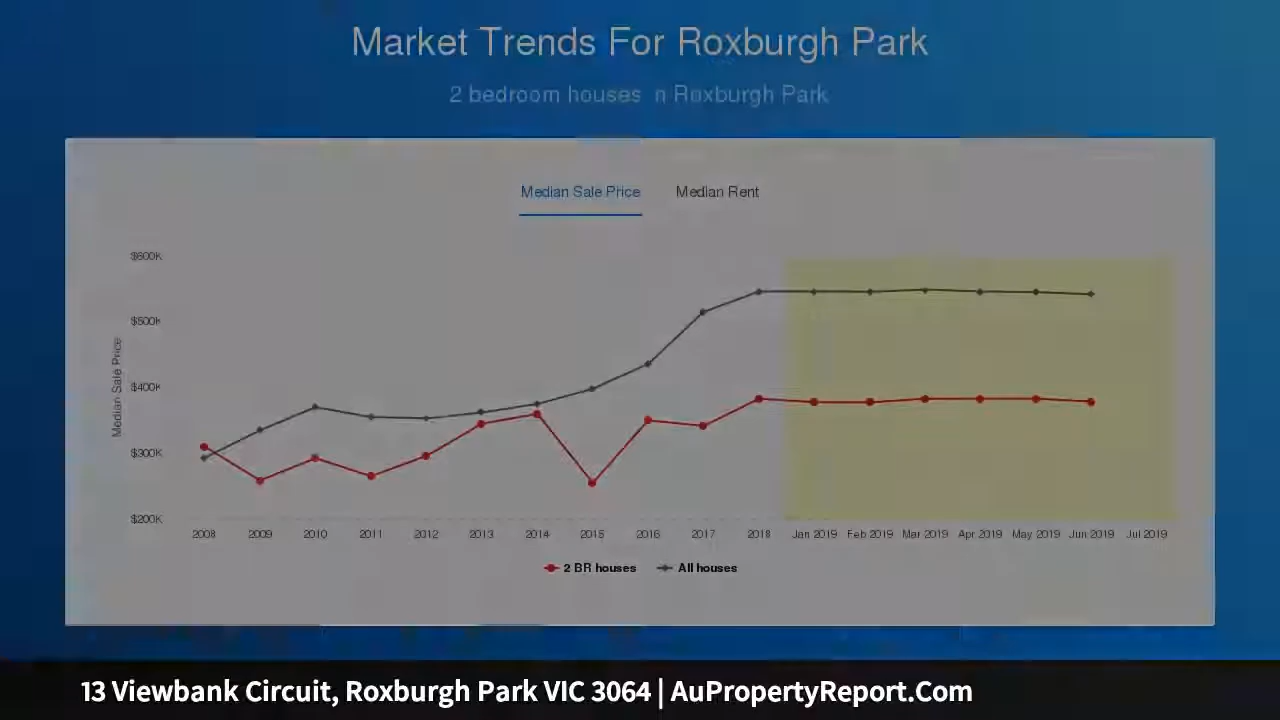 Market Trends For Roxburgh Park
2 bedroom houses n Roxburgh Park
Median Sale Price Median Rent
$600K
$500K
$400K
$300K
$200K
Median Sale Price
2008 2009 2010 2011 2012 2013 2014 2015 2016 2017 2018 Jan 2019 Feb 2019 Mar 2019 Apr 2019 May 2019 Jun 2019 Jul 2019
2 BR houses All houses
13 Viewbank Circuit, Roxburgh Park VIC 3064 | AuPropertyReport.Com